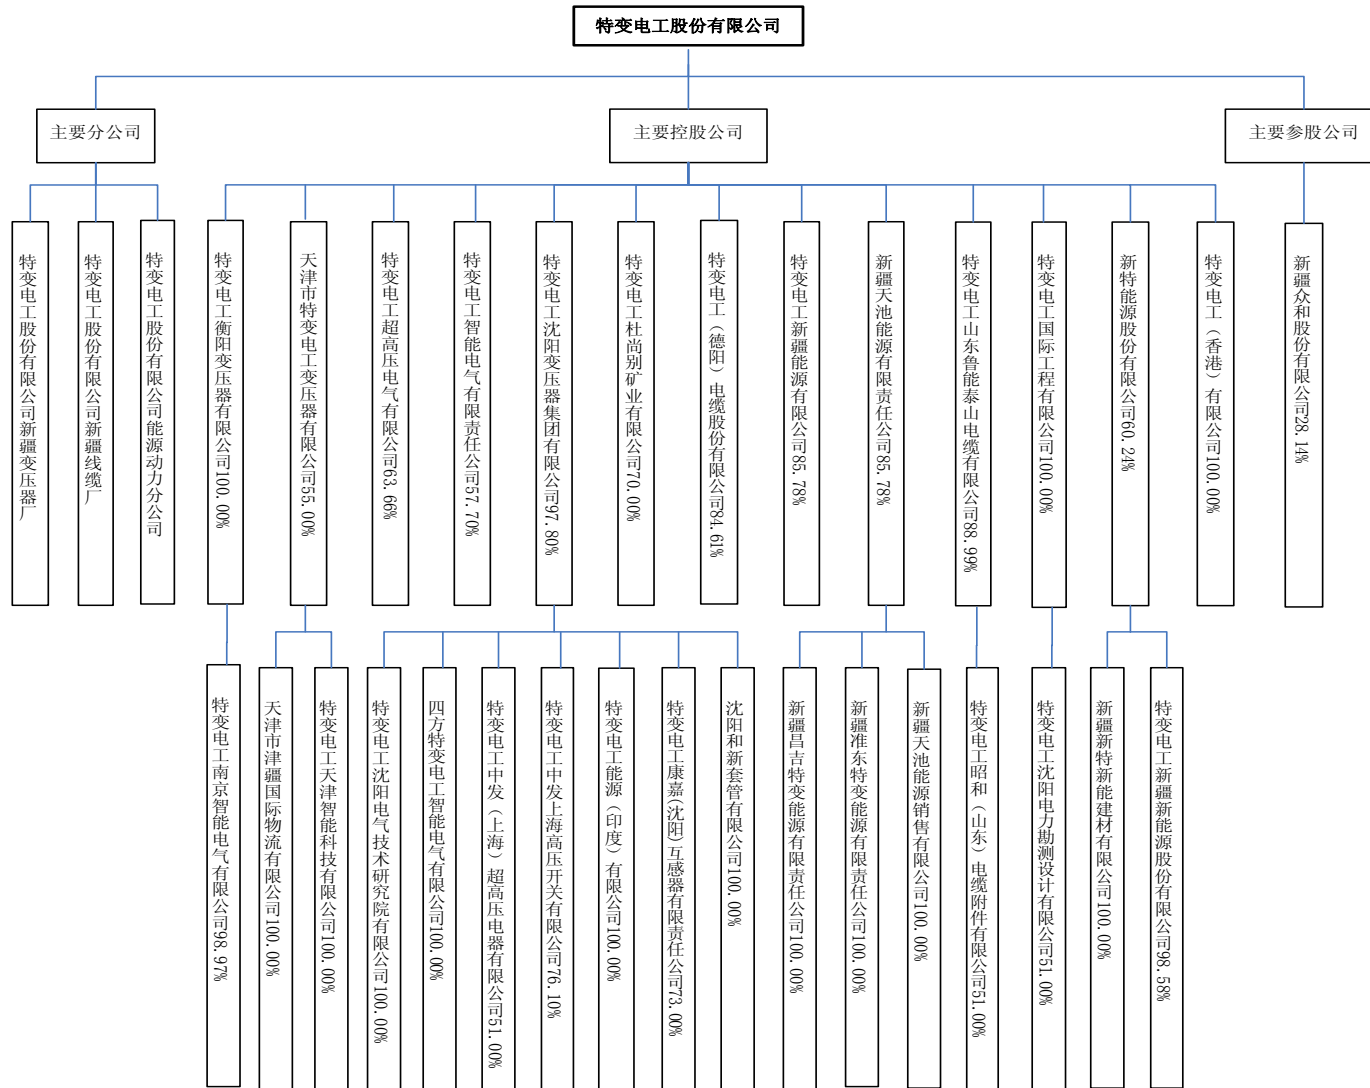 特变电工股份有限公司
主要分公司
主要控股公司
主要参股公司
特变电工股份有限公司新疆变压器厂
特变电工股份有限公司新疆线缆厂
特变电工股份有限公司能源动力分公司
特变电工衡阳变压器有限公司100.00%
天津市特变电工变压器有限公司55.00%
特变电工超高压电气有限公司63.66%
特变电工智能电气有限责任公司57.70%
特变电工沈阳变压器集团有限公司97.80%
特变电工杜尚别矿业有限公司70.00%
特变电工（德阳）电缆股份有限公司84.61%
特变电工新疆能源有限公司85.78%
新疆天池能源有限责任公司85.78%
特变电工山东鲁能泰山电缆有限公司88.99%
特变电工国际工程有限公司100.00%
新特能源股份有限公司60.24%
特变电工（香港）有限公司100.00%
新疆众和股份有限公司28.14%
特变电工南京智能电气有限公司98.97%
天津市津疆国际物流有限公司100.00%
特变电工天津智能科技有限公司100.00%
特变电工沈阳电气技术研究院有限公司100.00%
四方特变电工智能电气有限公司100.00%
特变电工中发（上海）超高压电器有限公司51.00%
特变电工中发上海高压开关有限公司76.10%
特变电工能源（印度）有限公司100.00%
特变电工康嘉(沈阳)互感器有限责任公司73.00%
沈阳和新套管有限公司100.00%
新疆昌吉特变能源有限责任公司100.00%
新疆准东特变能源有限责任公司100.00%
新疆天池能源销售有限公司100.00%
特变电工昭和（山东）电缆附件有限公司51.00%
特变电工沈阳电力勘测设计有限公司51.00%
新疆新特新能建材有限公司100.00%
特变电工新疆新能源股份有限公司98.58%